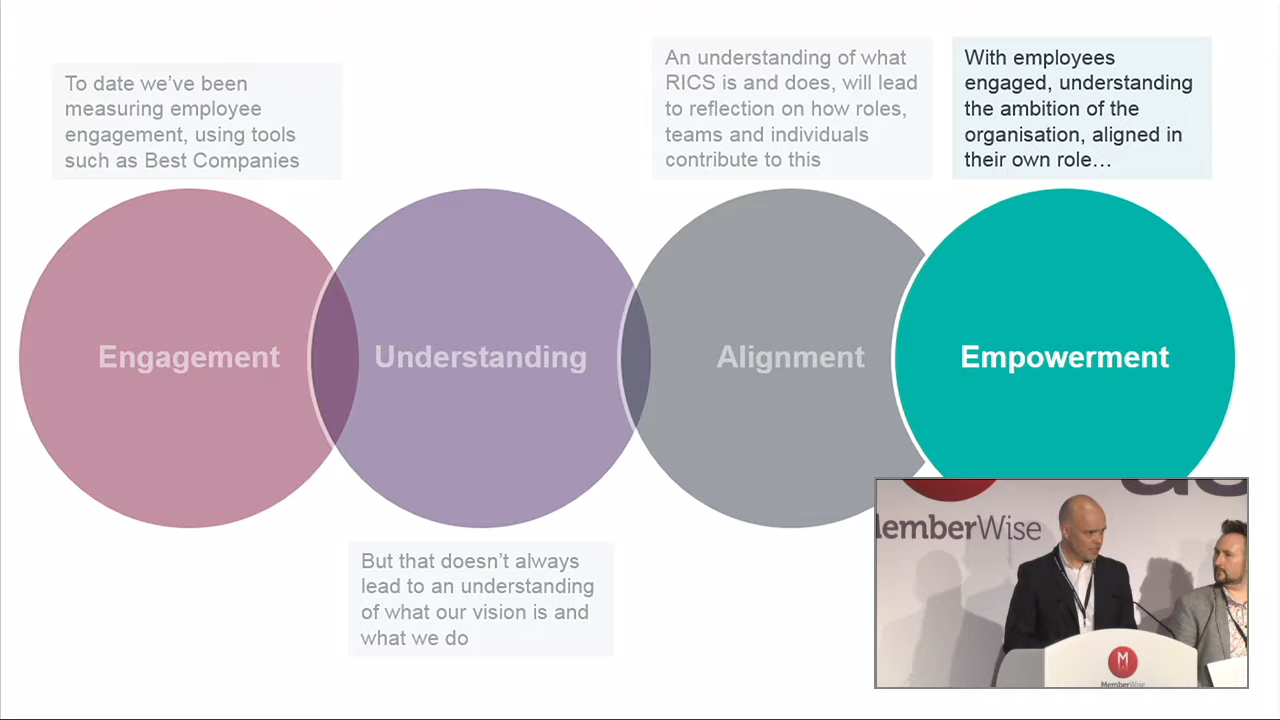 To date we've been
measuring employee
engagement, using tools
such as Best Companies
An understanding of what
RICS is and does, will lead
to reflection on how roles,
teams and individuals
contribute to this
With employees
engaged, understanding
the ambition of the
organisation, aligned in
their own role…
Engagement
Understanding
Alignment
Empowerment
But that doesn't always
lead to an understanding
of what our vision is and
what we do
emberWise
M
MemberWise